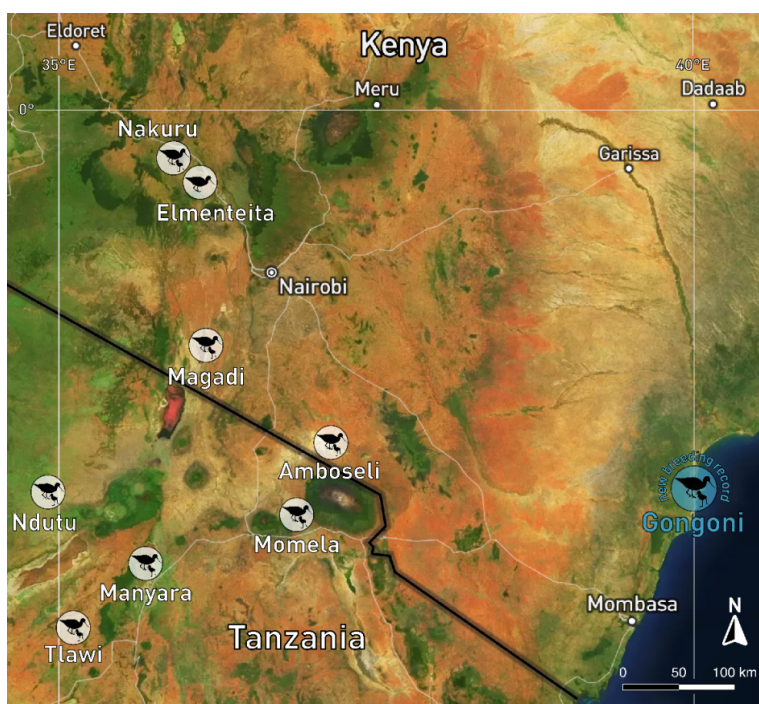 Eldoret
Kenya
35°E
40°E
Meru
Dadaab
0°
Nakuru
Garissa
Elmenteita
Nairobi
Magadi
Amboseli
new breeding record
Ndutu
Gongoni
Momela
Manyara
Mombasa
N
Tlawi
Tanzania
0 50 100 km